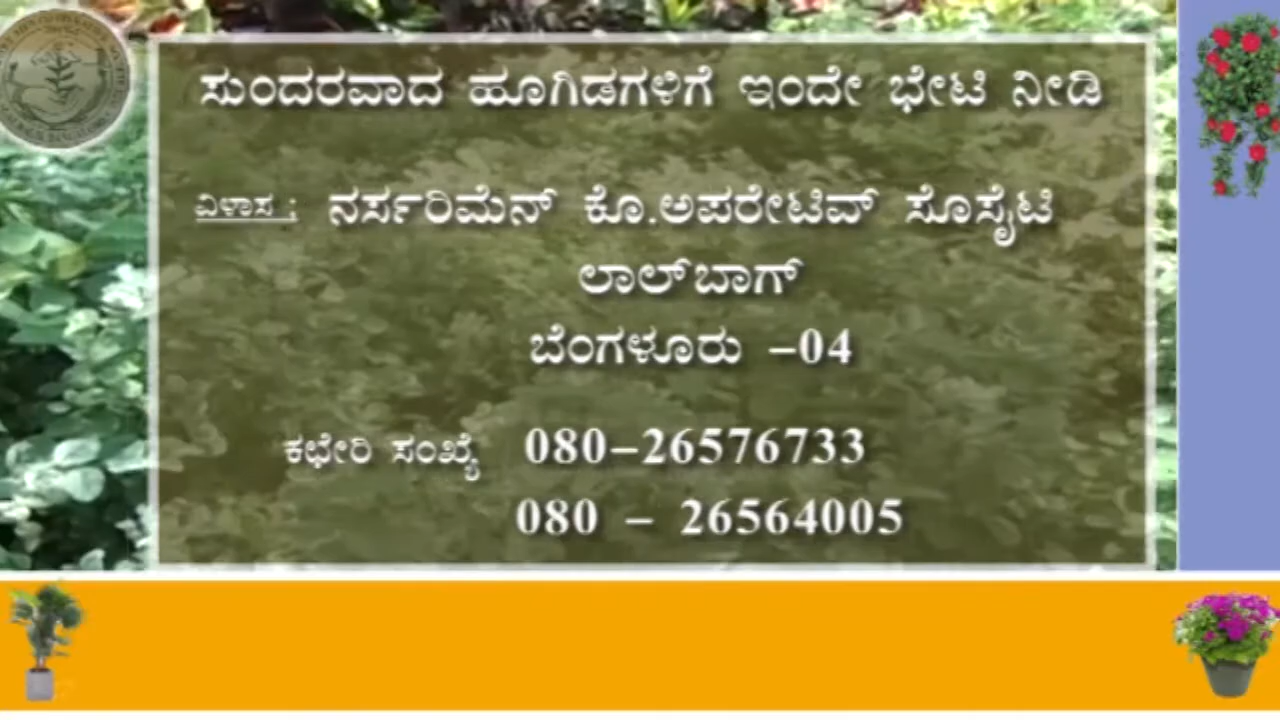 ಸುಂದರವಾದ ಹೂಗಿಡಗಳಿಗೆ ಇಂದೇ ಭೇಟಿ ನೀಡಿ
ವಿಳಾಸ : ನರ್ಸರಿಮೆನ್ ಕೊ.ಅಪರೇಟಿವ್ ಸೊಸೈಟಿ
ಲಾಲ್‌ಬಾಗ್
ಬೆಂಗಳೂರು -04
ಕಛೇರಿ ಸಂಖ್ಯೆ 080-26576733
080 - 26564005